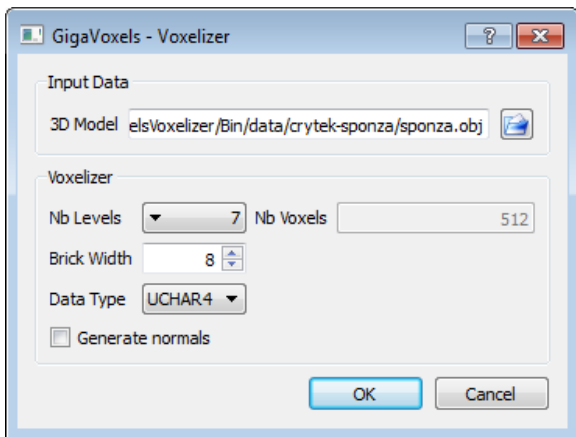 GigaVoxels - Voxelizer
Input Data
3D Model elsVoxelizer/Bin/data/crytek-sponza/sponza.obj
Voxelizer
Nb Levels 7 Nb Voxels 512
Brick Width 8
Data Type UCHAR4
Generate normals
OK Cancel